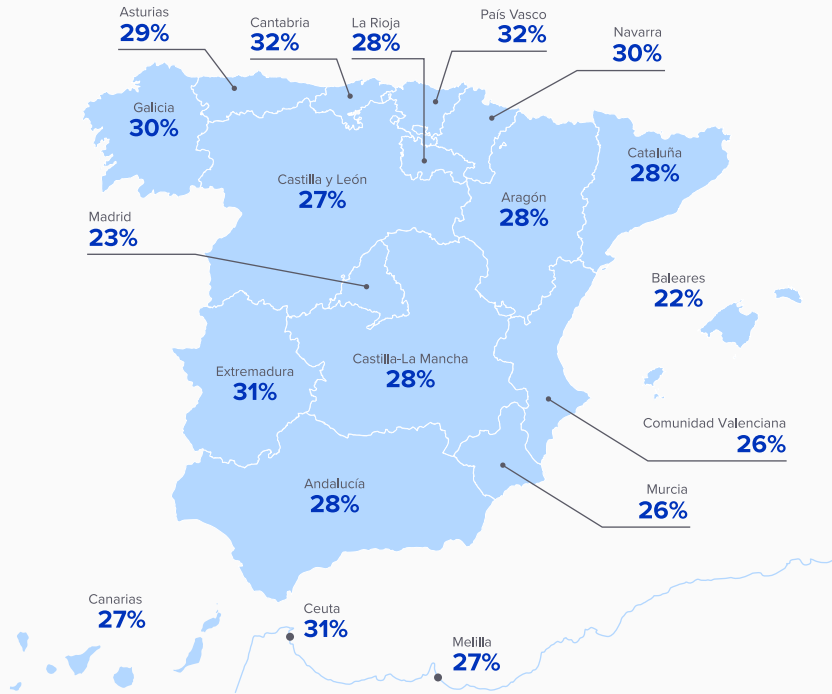 Asturias
29%
Cantabria
32%
La Rioja
28%
País Vasco
32%
Navarra
30%
Galicia
30%
Castilla y León
27%
Aragón
28%
Cataluña
28%
Madrid
23%
Baleares
22%
Extremadura
31%
Castilla-La Mancha
28%
Comunidad Valenciana
26%
Andalucía
28%
Murcia
26%
Canarias
27%
Ceuta
31%
Melilla
27%